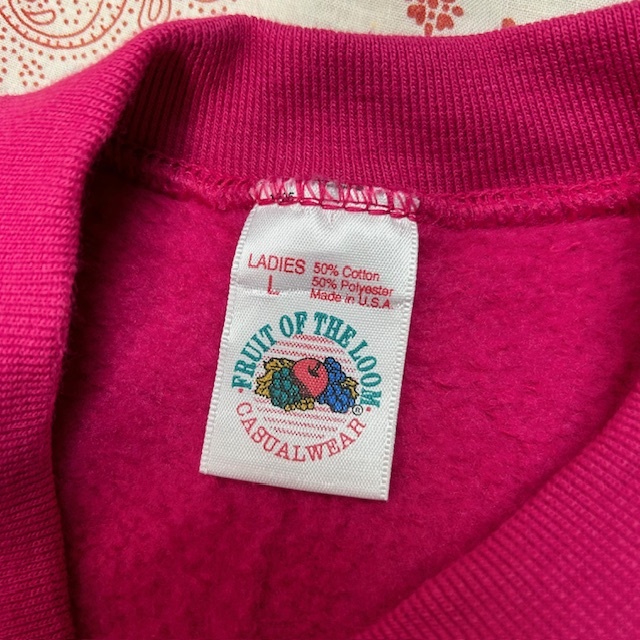 LADIES 50% Cotton
L 50% Polyester
Made in U.S.A.
FRUIT OF THE LOOM
®
CASUALWEAR